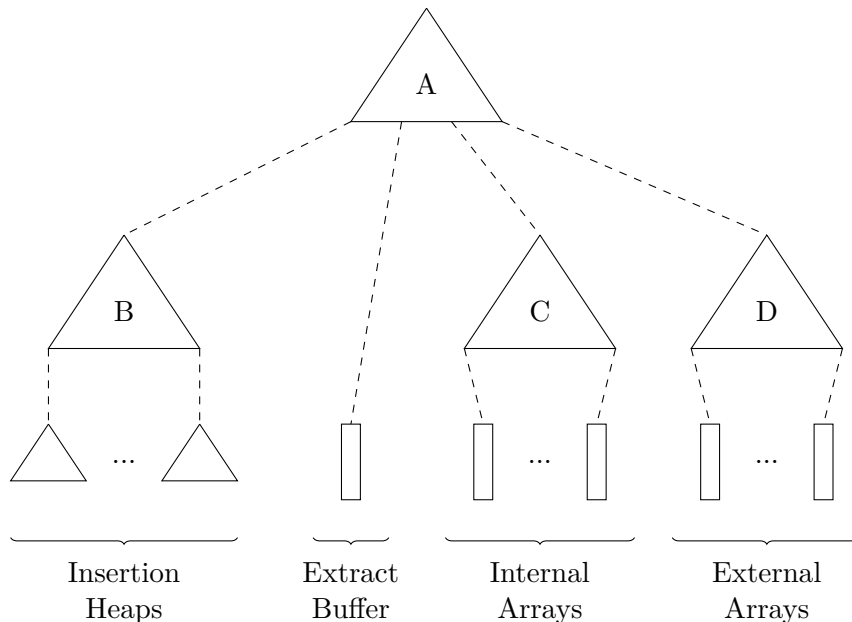 A
B
C
D
... ... ...
Insertion Heaps
Extract Buffer
Internal Arrays
External Arrays